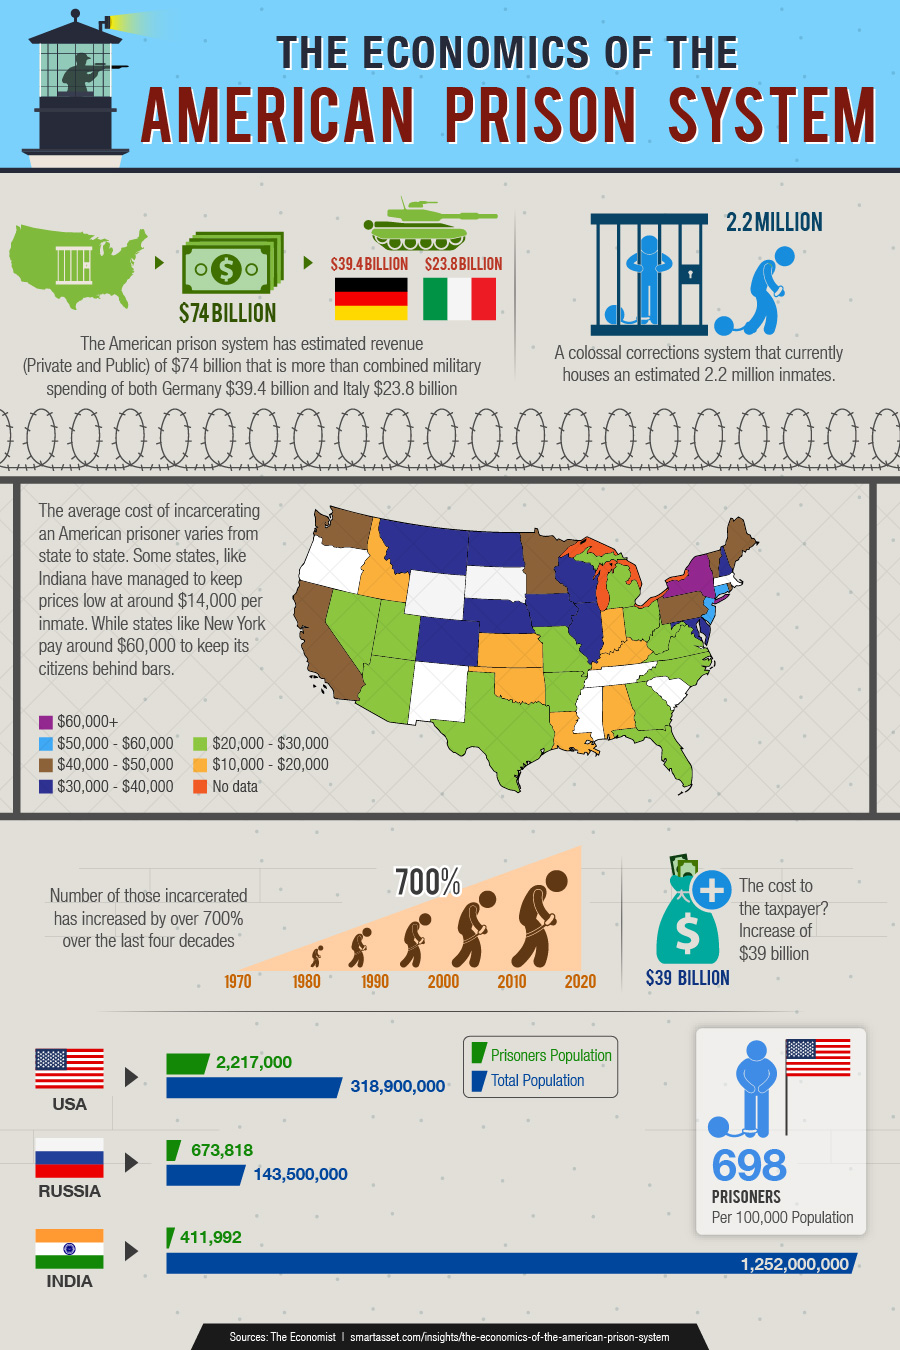 THE ECONOMICS OF THE
AMERICAN PRISON SYSTEM
$74 BILLION
$39.4 BILLION
$23.8 BILLION
The American prison system has estimated revenue
(Private and Public) of $74 billion that is more than combined military
spending of both Germany $39.4 billion and Italy $23.8 billion
2.2 MILLION
A colossal corrections system that currently
houses an estimated 2.2 million inmates.
The average cost of incarcerating
an American prisoner varies from
state to state. Some states, like
Indiana have managed to keep
prices low at around $14,000 per
inmate. While states like New York
pay around $60,000 to keep its
citizens behind bars.
$60,000+
$50,000 - $60,000
$40,000 - $50,000
$30,000 - $40,000
$20,000 - $30,000
$10,000 - $20,000
No data
Number of those incarcerated
has increased by over 700%
over the last four decades
700%
1970 1980 1990 2000 2010 2020
$
$39 BILLION
The cost to
the taxpayer?
Increase of
$39 billion
USA
2,217,000
318,900,000
Prisoners Population
Total Population
RUSSIA
673,818
143,500,000
INDIA
411,992
1,252,000,000
698
PRISONERS
Per 100,000 Population
Sources: The Economist | smartasset.com/insights/the-economics-of-the-american-prison-system